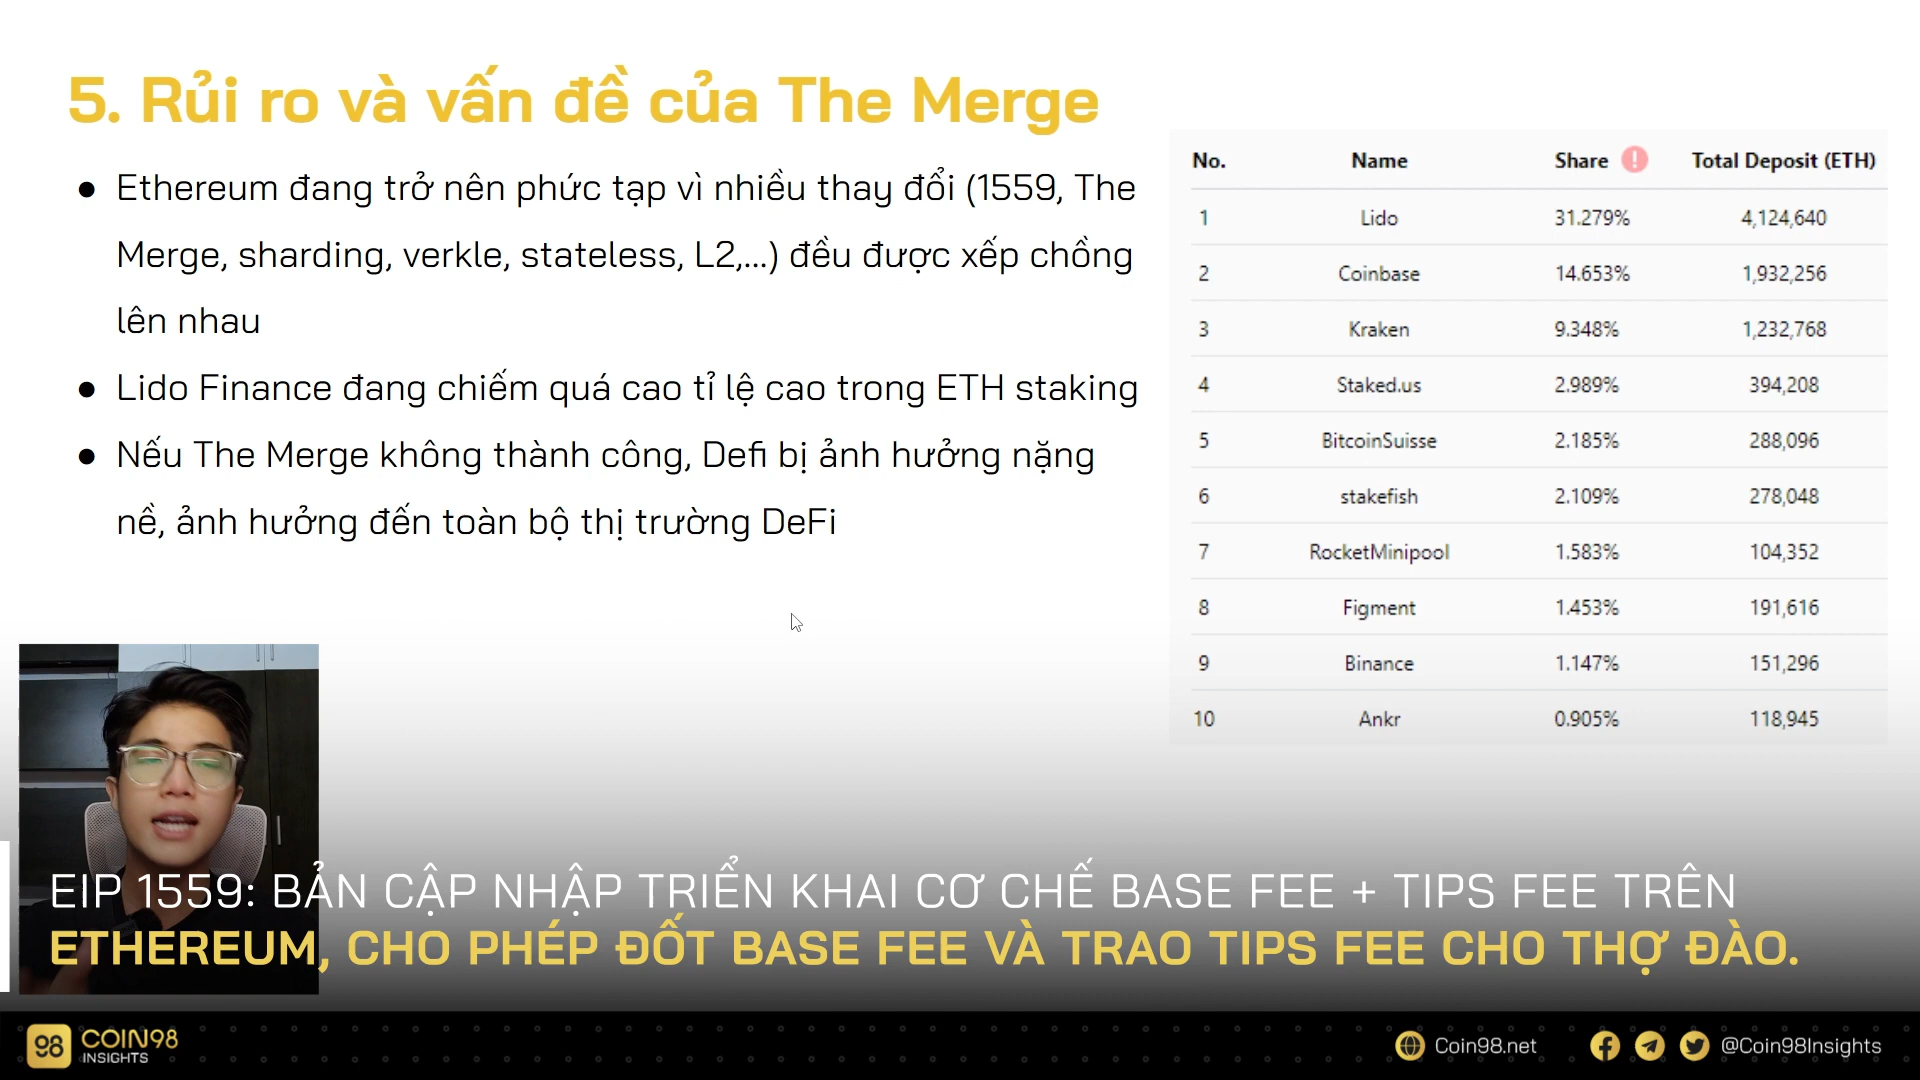 5. Rủi ro và vấn đề của The Merge
● Ethereum đang trở nên phức tạp vì nhiều thay đổi (1559, The
Merge, sharding, verkle, stateless, L2,...) đều được xếp chồng
lên nhau
● Lido Finance đang chiếm quá cao tỉ lệ cao trong ETH staking
● Nếu The Merge không thành công, Defi bị ảnh hưởng nặng
nề, ảnh hưởng đến toàn bộ thị trường DeFi
No. Name Share ! Total Deposit (ETH)
1 Lido 31.279% 4,124,640
2 Coinbase 14.653% 1,932,256
3 Kraken 9.348% 1,232,768
4 Staked.us 2.989% 394,208
5 BitcoinSuisse 2.185% 288,096
6 stakefish 2.109% 278,048
7 RocketMinipool 1.583% 104,352
8 Figment 1.453% 191,616
9 Binance 1.147% 151,296
10 Ankr 0.905% 118,945
EIP 1559: BẢN CẬP NHẬP TRIỂN KHAI CƠ CHẾ BASE FEE + TIPS FEE TRÊN
ETHEREUM, CHO PHÉP ĐỐT BASE FEE VÀ TRAO TIPS FEE CHO THỢ ĐÀO.
98 COIN98
INSIGHTS
Coin98.net
@Coin98Insights